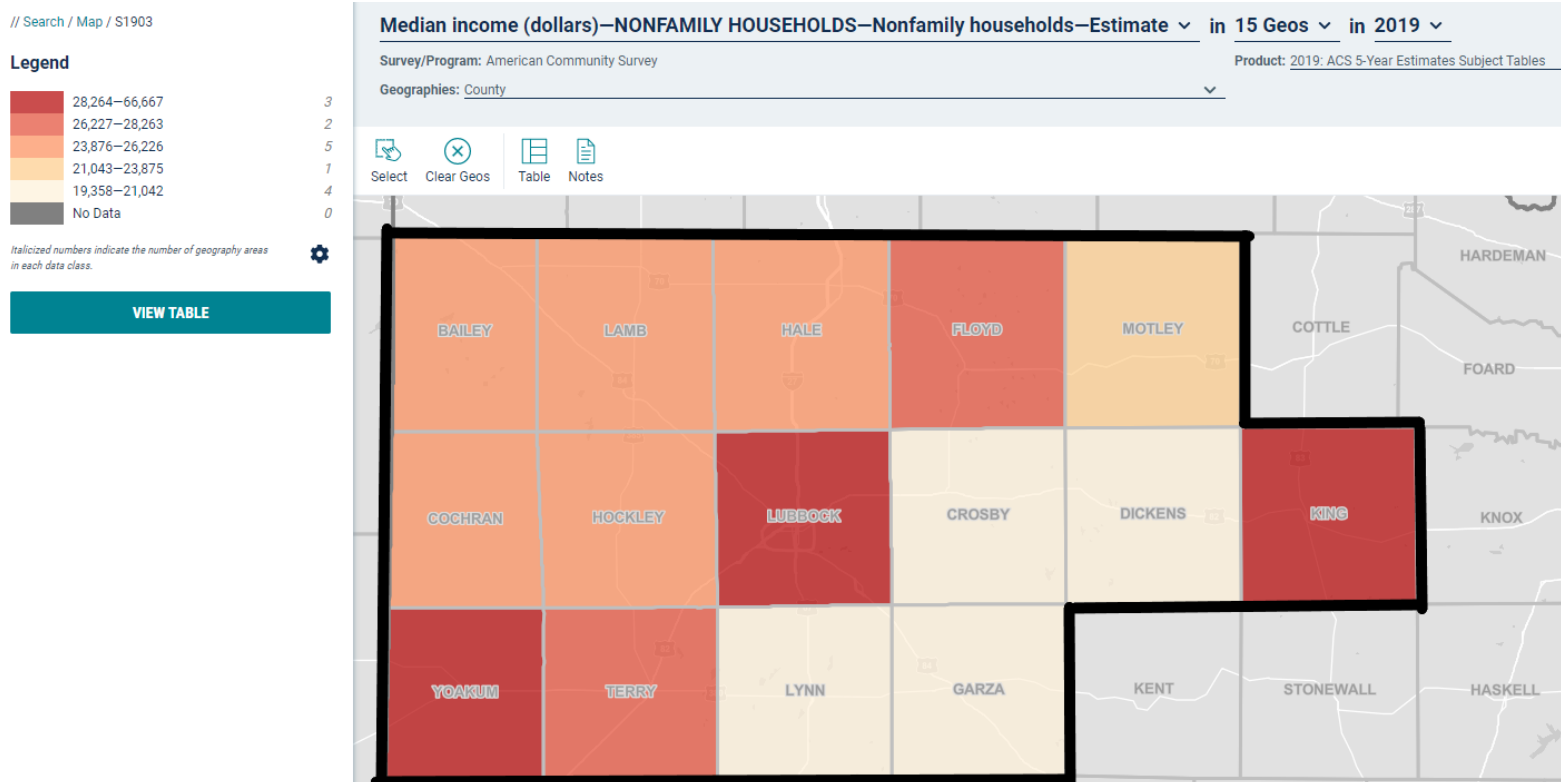 // Search / Map / S1903
Legend
28,264–66,667 3
26,227–28,263 2
23,876–26,226 5
21,043–23,875 1
19,358–21,042 4
No Data 0
Italicized numbers indicate the number of geography areas
in each data class.
VIEW TABLE
Median income (dollars)—NONFAMILY HOUSEHOLDS—Nonfamily households—Estimate in 15 Geos in 2019
Survey/Program: American Community Survey Product: 2019: ACS 5-Year Estimates Subject Tables
Geographies: County
Select Clear Geos Table Notes
HARDEMAN
BAILEY LAMB HALE FLOYD MOTLEY COTTLE
FOARD
COCHRAN HOCKLEY LUBBOCK CROSBY DICKENS KING KNOX
YOAKUM TERRY LYNN GARZA KENT STONEWALL HASKELL